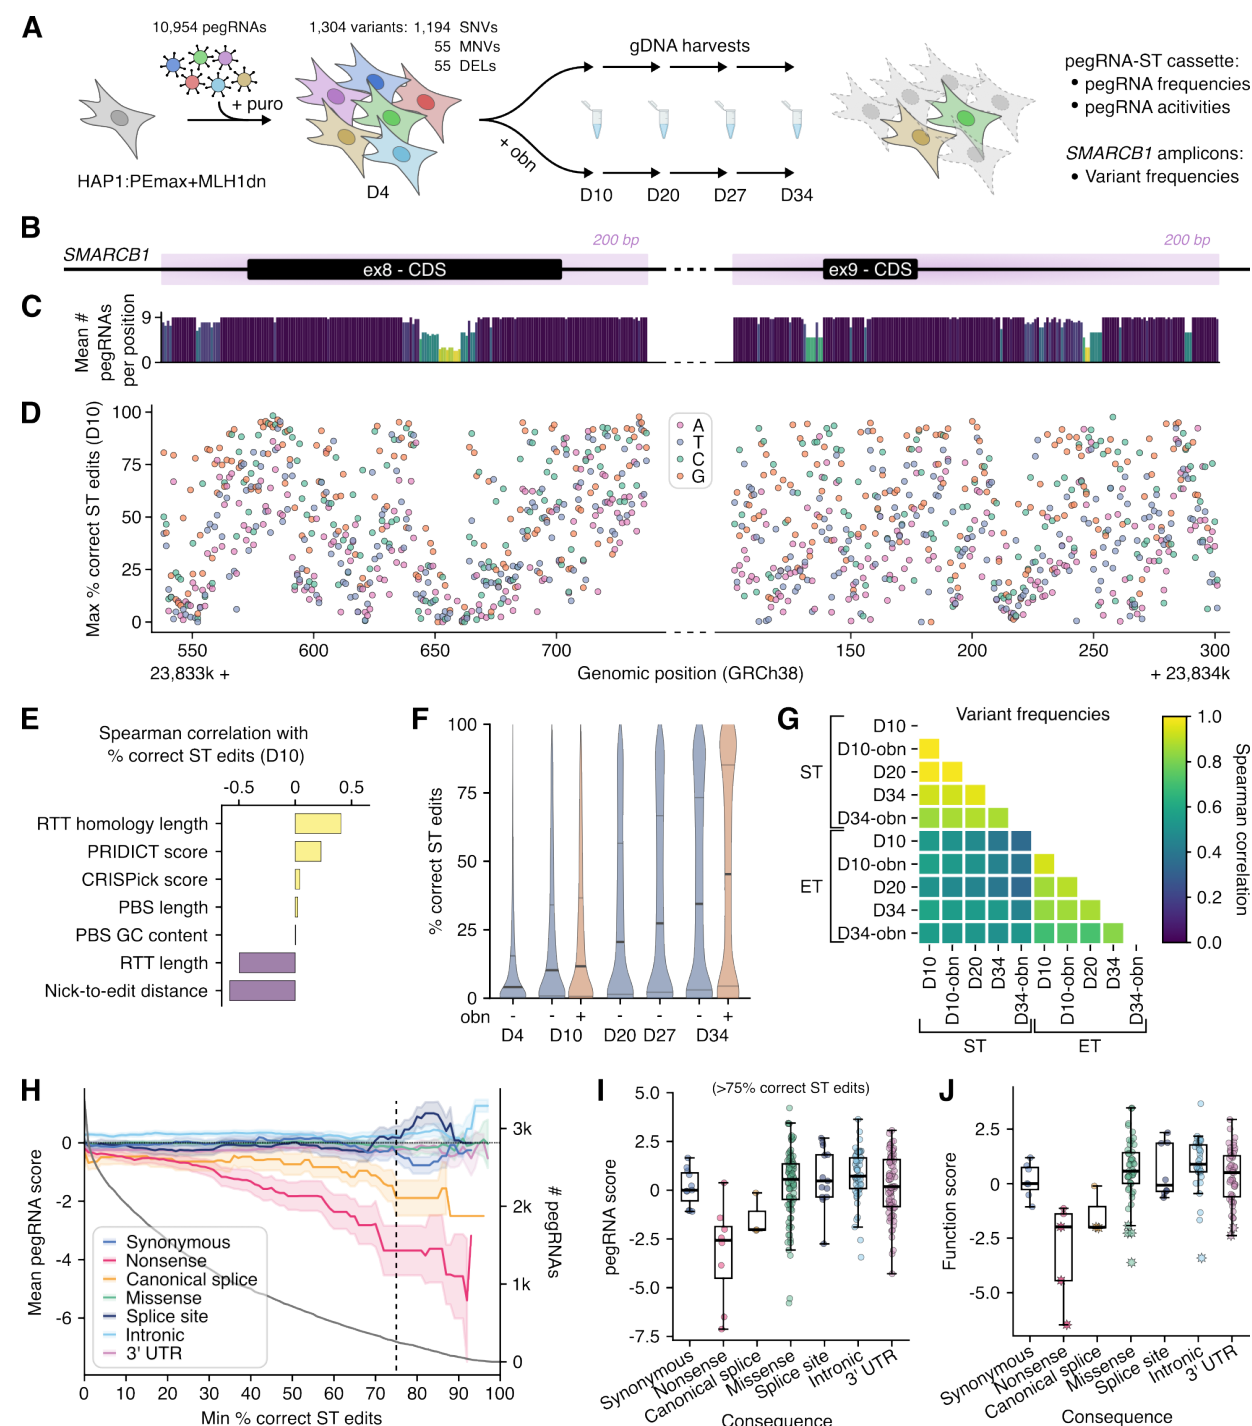 A
10,954 pegRNAs
1,304 variants: 1,194 SNVs
55 MNVs
55 DELs
+ puro
HAP1:PEmax+MLH1dn
D4
gDNA harvests
+ obn
D10 D20 D27 D34
pegRNA-ST cassette:
• pegRNA frequencies
• pegRNA acitivities
SMARCB1 amplicons:
• Variant frequencies
B
SMARCB1
200 bp
200 bp
ex8 - CDS
ex9 - CDS
C
Mean #
pegRNAs
per position
9
0
D
Max % correct ST edits (D10)
100
75
50
25
0
A
T
C
G
550 600 650 700 150 200 250 300
23,833k +
Genomic position (GRCh38)
+ 23,834k
E
Spearman correlation with
% correct ST edits (D10)
-0.5 0 0.5
RTT homology length
PRIDICT score
CRISPick score
PBS length
PBS GC content
RTT length
Nick-to-edit distance
F
% correct ST edits
100
75
50
25
0
obn - - + - - - +
D4 D10 D20 D27 D34
G
Variant frequencies
ST
D10
D10-obn
D20
D34
D34-obn
ET
D10
D10-obn
D20
D34
D34-obn
D10 D10-obn D20 D34 D34-obn D10 D10-obn D20 D34 D34-obn
ST ET
1.0
0.8
0.6
0.4
0.2
0.0
Spearman correlation
H
Mean pegRNA score
0
-2
-4
-6
Synonymous
Nonsense
Canonical splice
Missense
Splice site
Intronic
3' UTR
3k
2k
1k
0
# pegRNAs
0 10 20 30 40 50 60 70 80 90 100
Min % correct ST edits
I
(>75% correct ST edits)
pegRNA score
5.0
2.5
0
-2.5
-5.0
-7.5
Synonymous
Nonsense
Canonical splice
Missense
Splice site
Intronic
3' UTR
Consequence
J
Function score
2.5
0
-2.5
-5.0
Synonymous
Nonsense
Canonical splice
Missense
Splice site
Intronic
3' UTR
Consequence